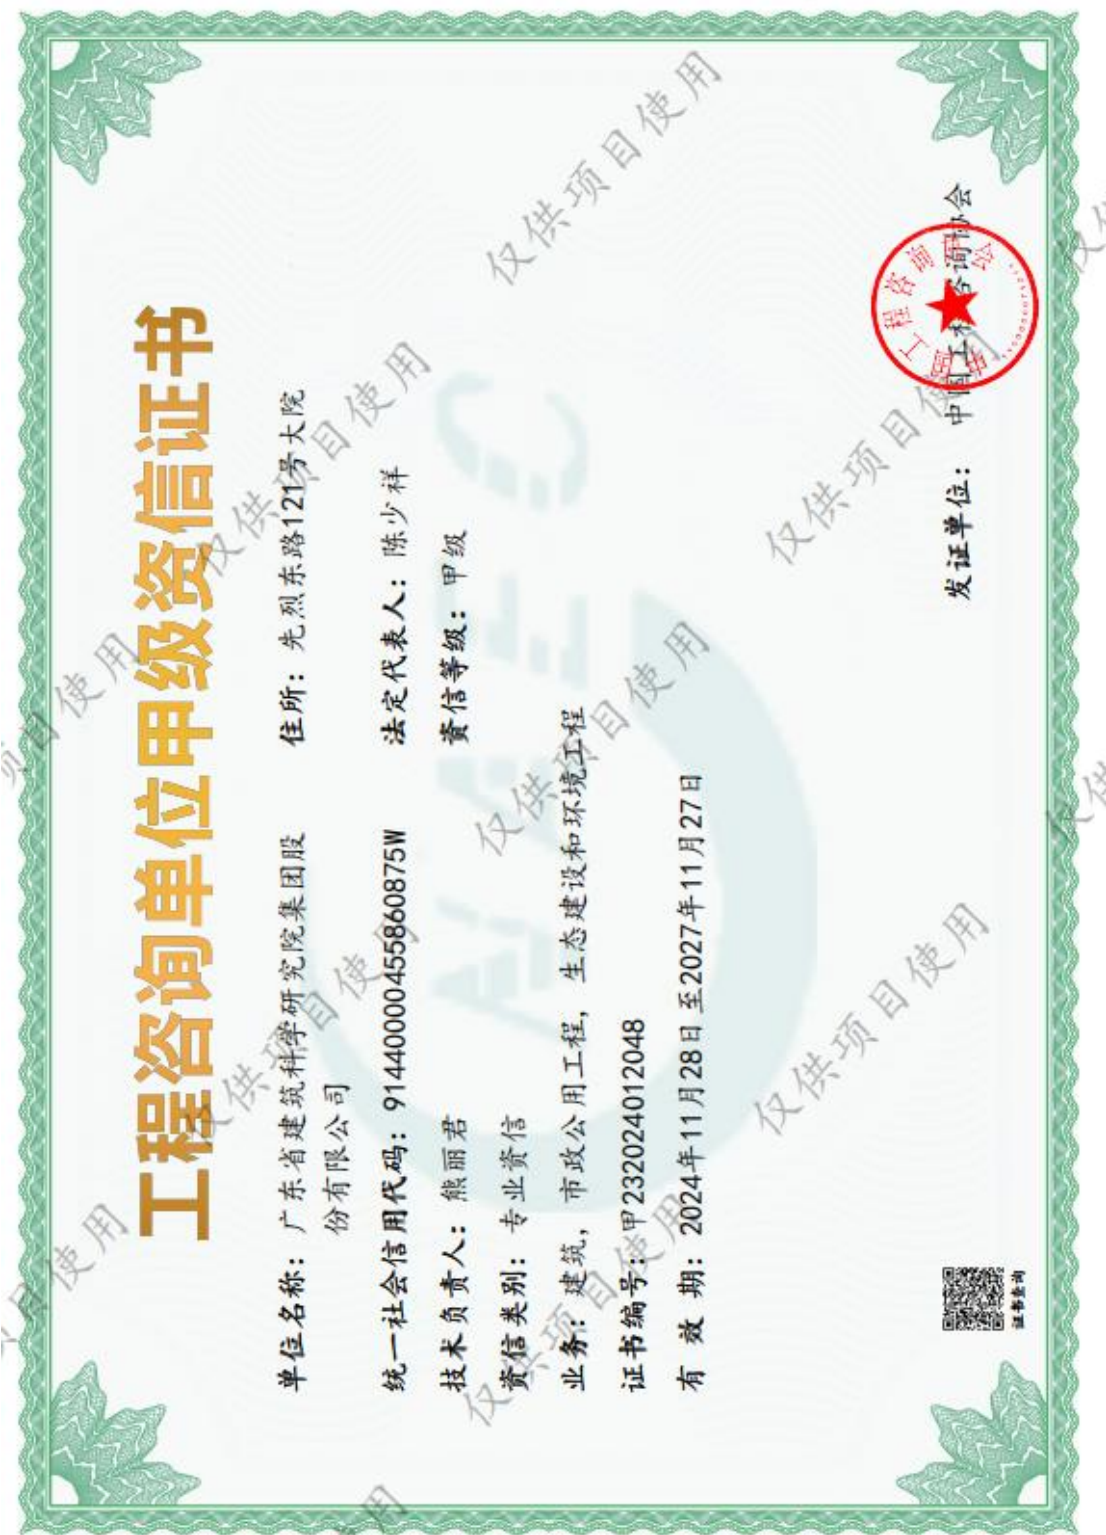 工程咨询单位甲级资信证书
单位名称: 广东省建筑科学研究院集团股份有限公司
住所: 先烈东路121号大院
统一社会信用代码: 91440000455860875W
法定代表人: 陈少祥
技术负责人: 熊丽君
资信等级: 甲级
资信类别: 专业资信
业务: 建筑, 市政公用工程, 生态建设和环境工程
证书编号: 甲232024012048
有 效 期: 2024年11月28日至2027年11月27日
证书查询
发证单位: 中国工程咨询协会
仅供项目使用